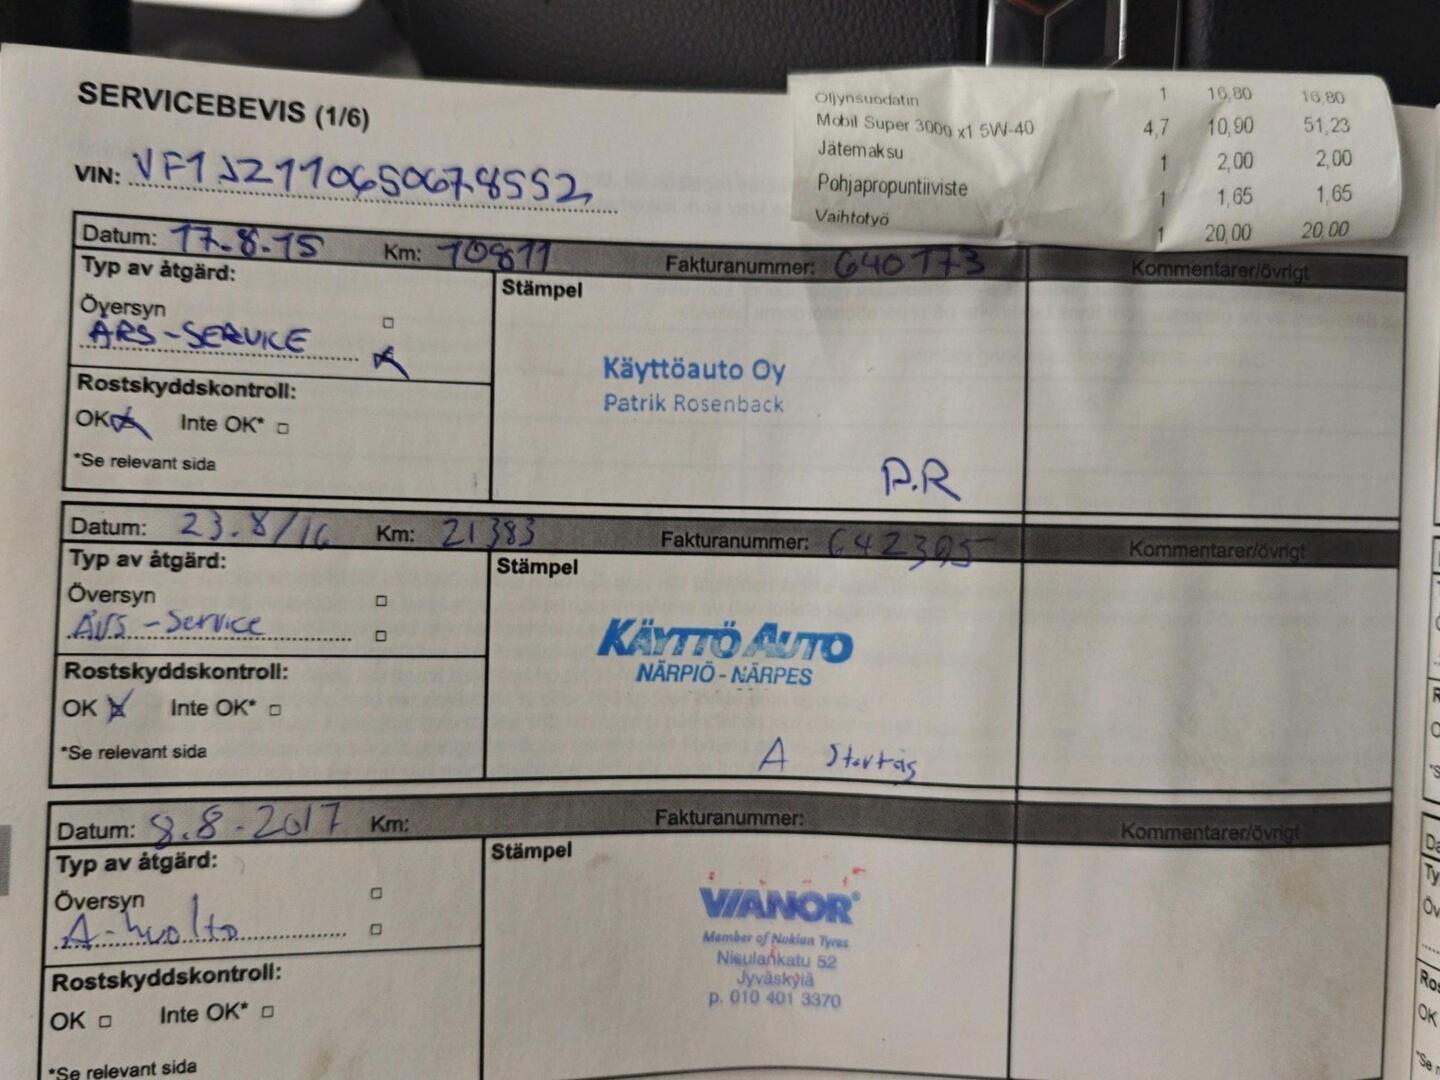 SERVICEBEVIS (1/6)
VIN: VF1JZ110650678552
Öljynsuodatin 1 16,80 16,80
Mobil Super 3000 x1 5W-40 4,7 10,90 51,23
Jätemaksu 1 2,00 2,00
Pohjapropuntiiviste 1 1,65 1,65
Vaihtotyö 1 20,00 20,00
Datum: 17.8.15 Km: 10811 Fakturanummer: 640173 Kommentarer/övrigt
Typ av åtgärd:
Stämpel
Översyn
ÅRS-SERVICE
Käyttöauto Oy
Patrik Rosenback
Rostskyddskontroll:
OK Inte OK*
*Se relevant sida
P.R
Datum: 23.8/16 Km: 21383 Fakturanummer: 642395 Kommentarer/övrigt
Typ av åtgärd:
Stämpel
Översyn
Års-Service
KÄYTTÖ AUTO
NÄRPIÖ - NÄRPES
Rostskyddskontroll:
OK Inte OK*
*Se relevant sida
A
Datum: 8.8.2017 Km: Fakturanummer: Kommentarer/övrigt
Typ av åtgärd:
Stämpel
Översyn
A-huolto
VIANOR
Member of Nokian Tyres
Nisulankatu 52
Jyväskylä
p. 010 401 3370
Rostskyddskontroll:
OK Inte OK*
*Se relevant sida